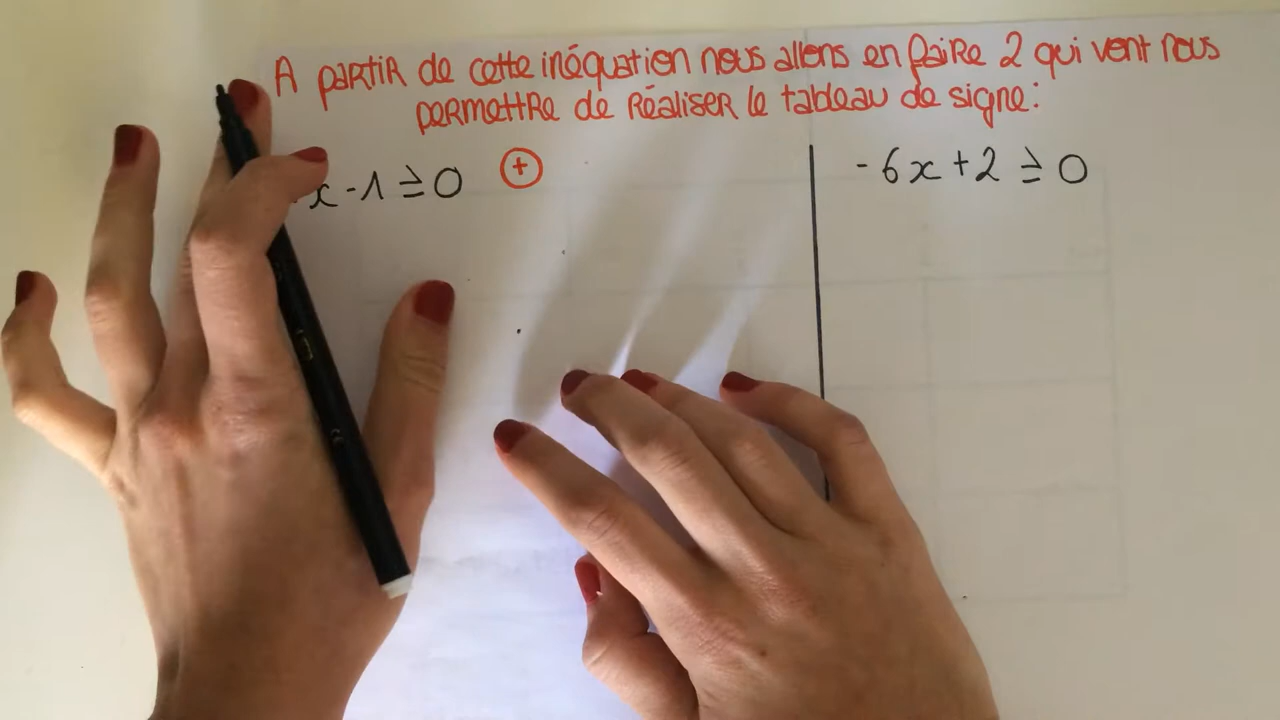 A partir de cette inéquation nous allons en faire 2 qui vont nous
permettre de réaliser le tableau de signe :
x - 1 ≥ 0 +
-6x + 2 ≥ 0